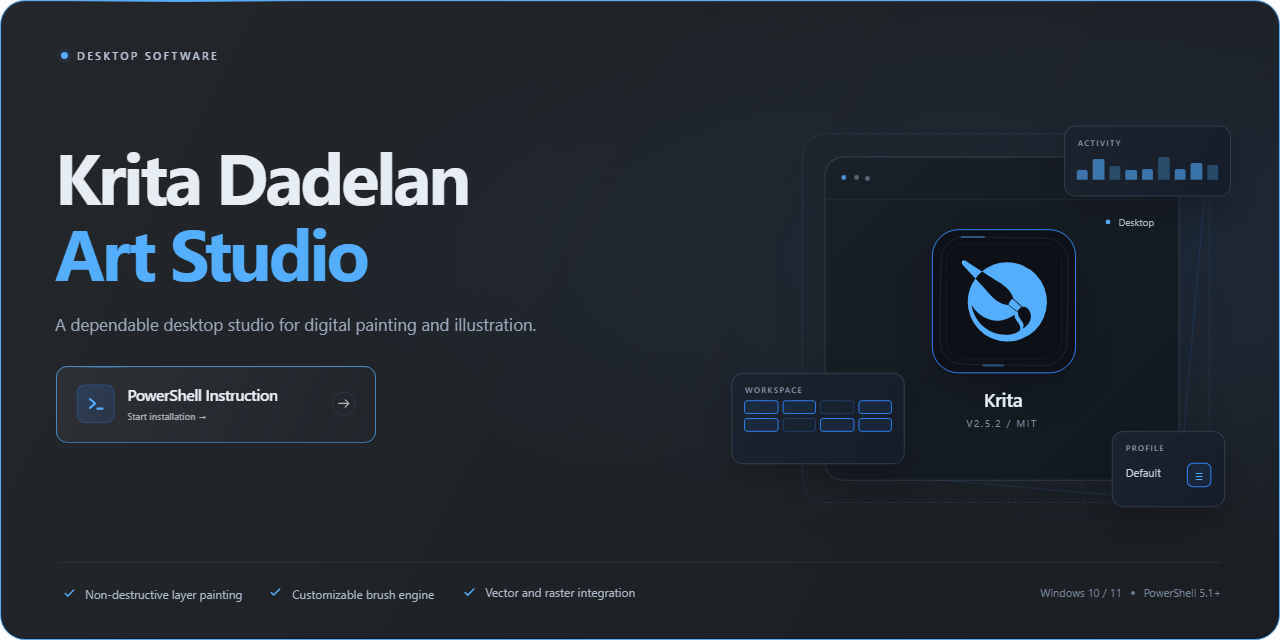 DESKTOP SOFTWARE
Krita Dadelan
Art Studio
A dependable desktop studio for digital painting and illustration.
PowerShell Instruction
Start installation →
ACTIVITY
Desktop
Krita
V2.5.2 / MIT
WORKSPACE
PROFILE
Default
Non-destructive layer painting
Customizable brush engine
Vector and raster integration
Windows 10 / 11 • PowerShell 5.1+